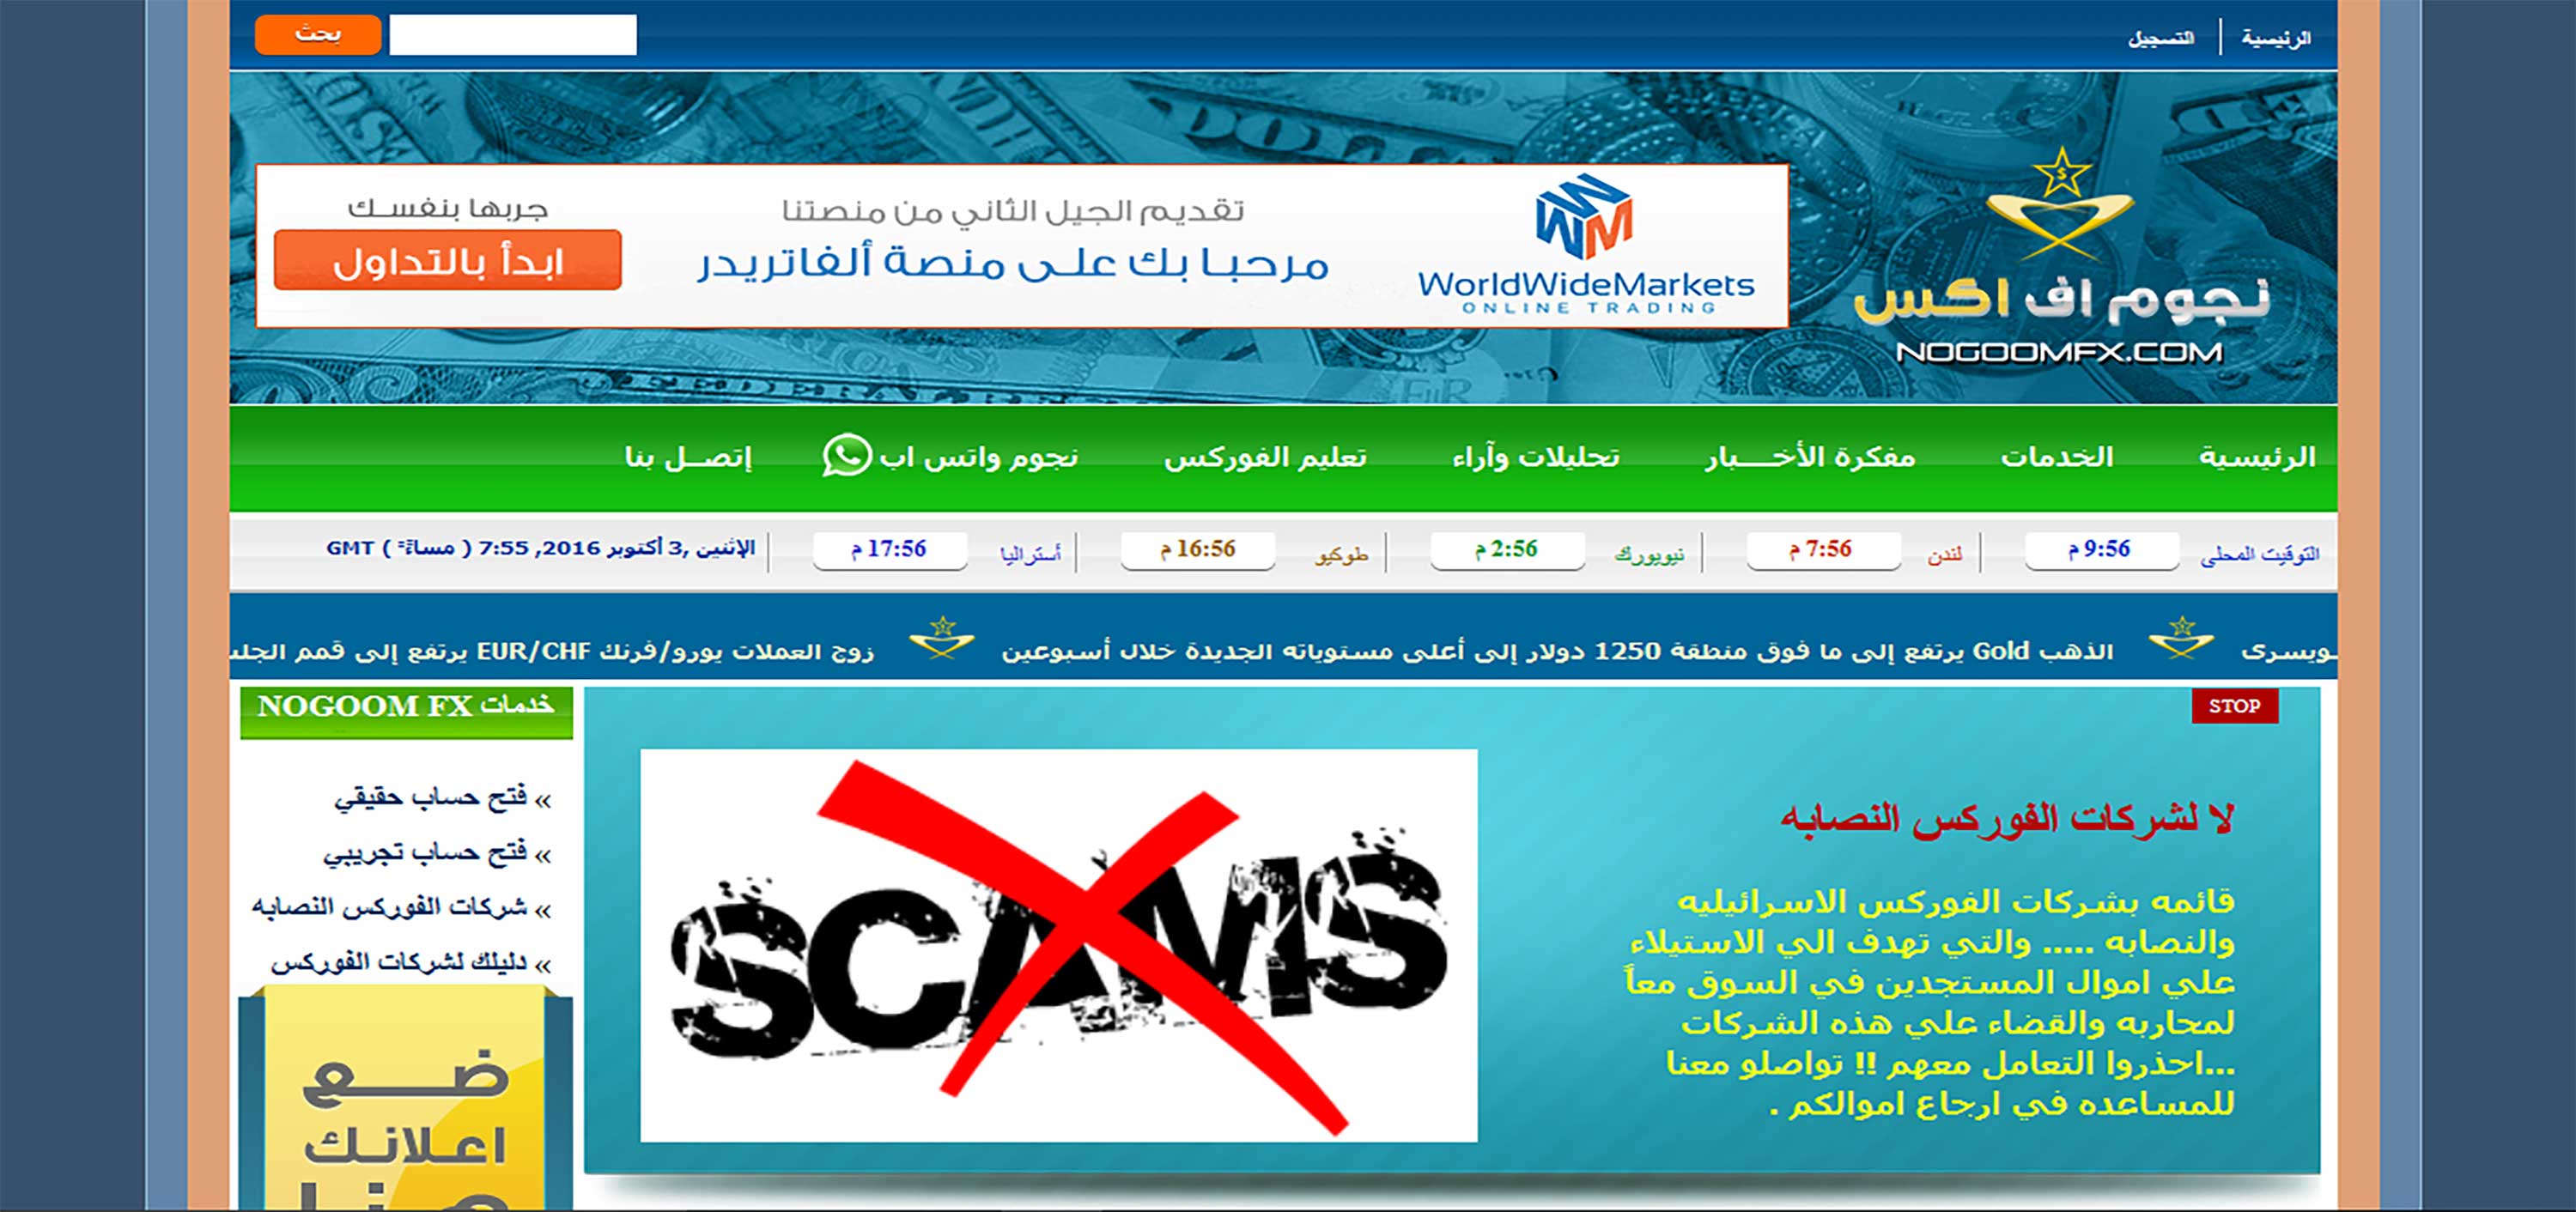 الرئيسية | التسجيل
بحث
تقديم الجيل الثاني من منصتنا
مرحبا بك على منصة ألفاتريدر
جربها بنفسك
ابدأ بالتداول
WorldWideMarkets
ONLINE TRADING
نجوم اف اكس
NOGOOMFX.COM
الرئيسية
الخدمات
مفكرة الأخـــبار
تحليلات وآراء
تعليم الفوركس
نجوم واتس اب
إتصــل بنا
التوقيت المحلى 9:56 م
لندن 7:56 م
نيويورك 2:56 م
طوكيو 16:56 م
أستراليا 17:56 م
الإثنين ,3 أكتوبر 2016, 7:55 ( مساءً ) GMT
ويسرى
الذهب Gold يرتفع إلى ما فوق منطقة 1250 دولار إلى أعلى مستوياته الجديدة خلال أسبوعين
زوج العملات يورو/فرنك EUR/CHF يرتفع إلى قمم
STOP
لا لشركات الفوركس النصابه
قائمه بشركات الفوركس الاسرائيليه
والنصابه ..... والتي تهدف الي الاستيلاء
علي اموال المستجدين في السوق معاً
لمحاربه والقضاء علي هذه الشركات
...احذروا التعامل معهم !! تواصلو معنا
للمساعده في ارجاع اموالكم .
SCAMS
خدمات NOGOOM FX
» فتح حساب حقيقي
» فتح حساب تجريبي
» شركات الفوركس النصابه
» دليلك لشركات الفوركس
ضــع
اعلانك
هـنـا